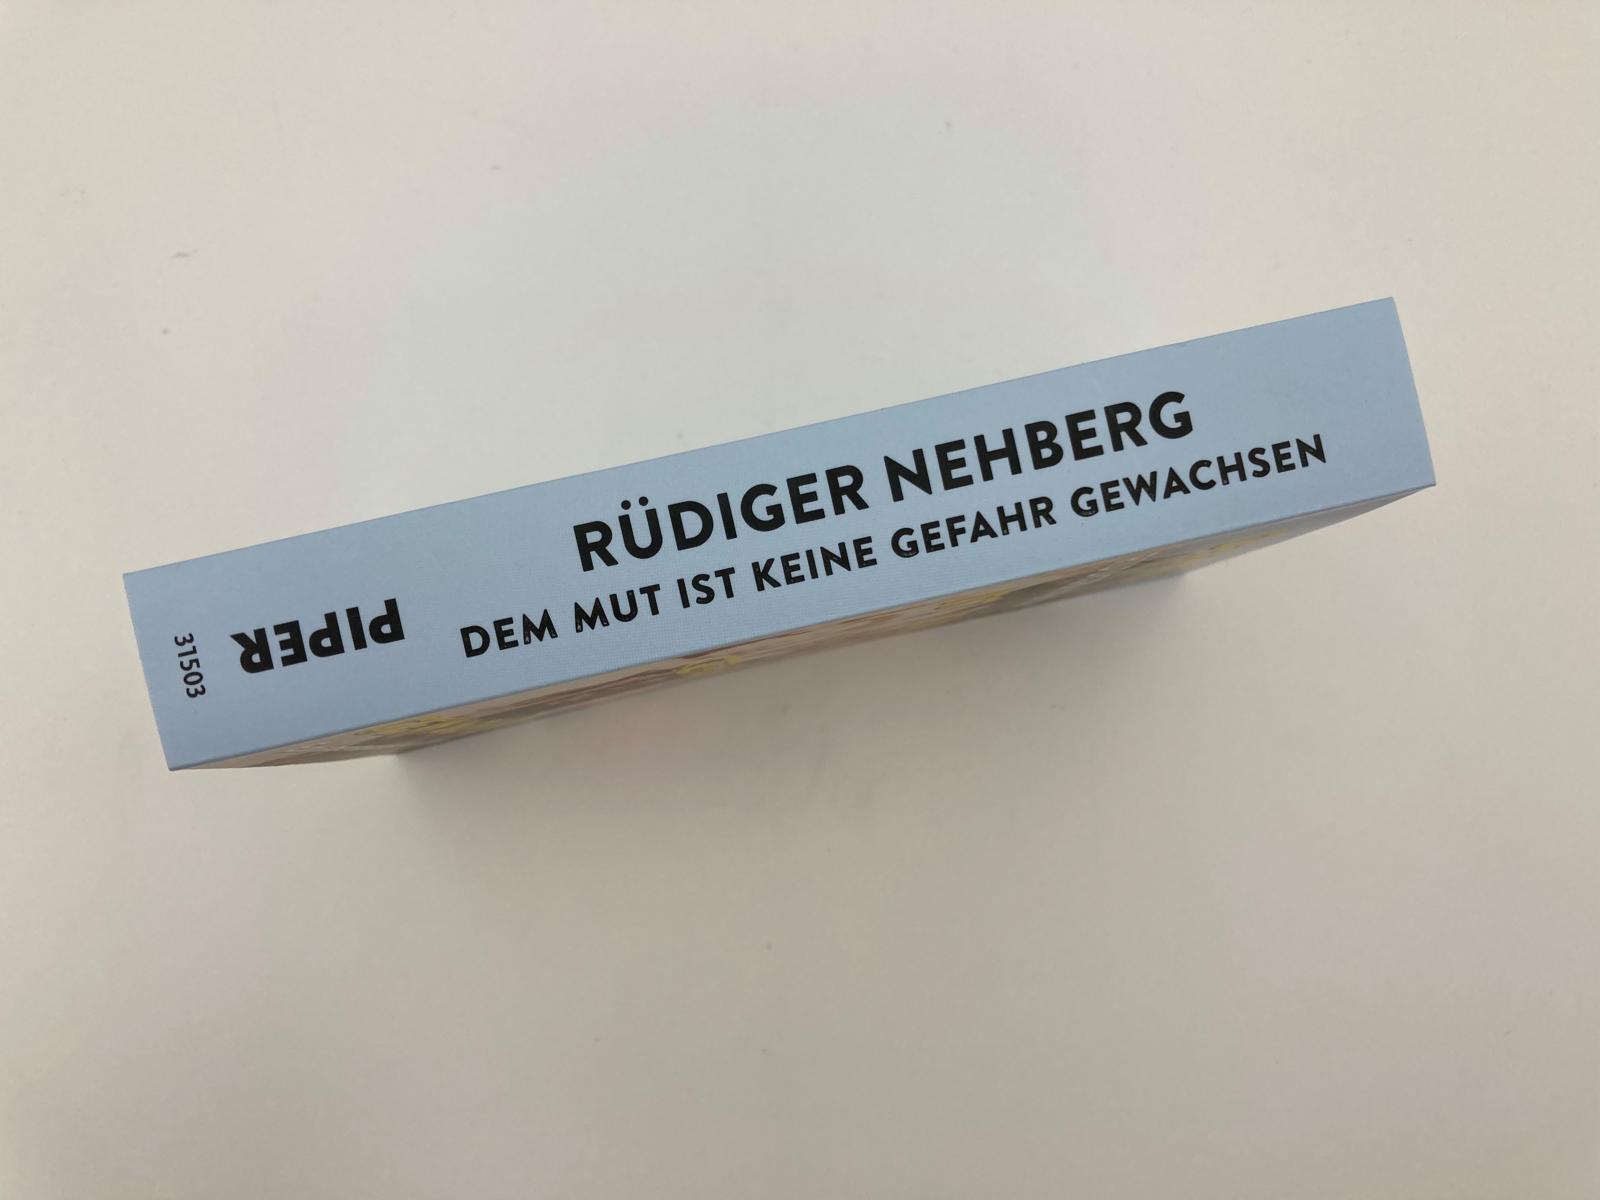 RÜDIGER NEHBERG
DEM MUT IST KEINE GEFAHR GEWACHSEN
PIPER
31503